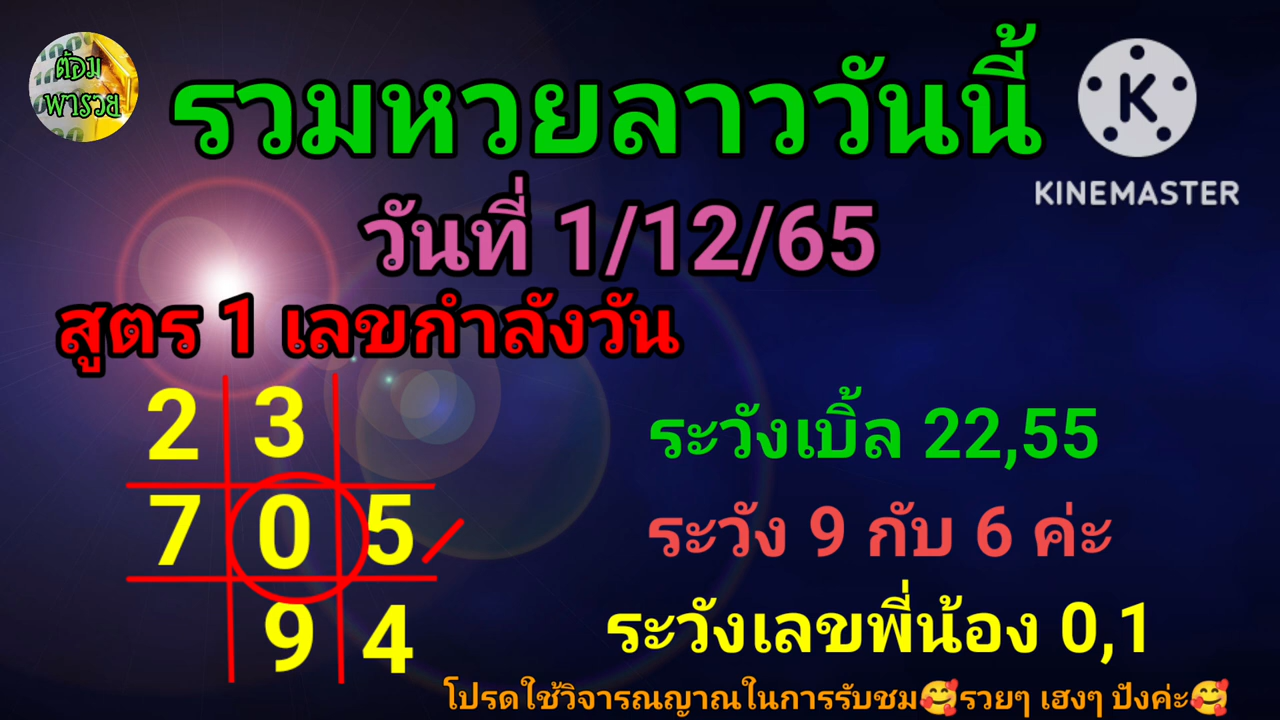 ต้อม
พารวย
รวมหวยลาววันนี้
K
KINEMASTER
วันที่ 1/12/65
สูตร 1 เลขกำลังวัน
2 3
7 0 5
9 4
ระวังเบิ้ล 22,55
ระวัง 9 กับ 6 ค่ะ
ระวังเลขพี่น้อง 0,1
โปรดใช้วิจารณญาณในการรับชม🥰รวยๆ เฮงๆ ปังค่ะ🥰